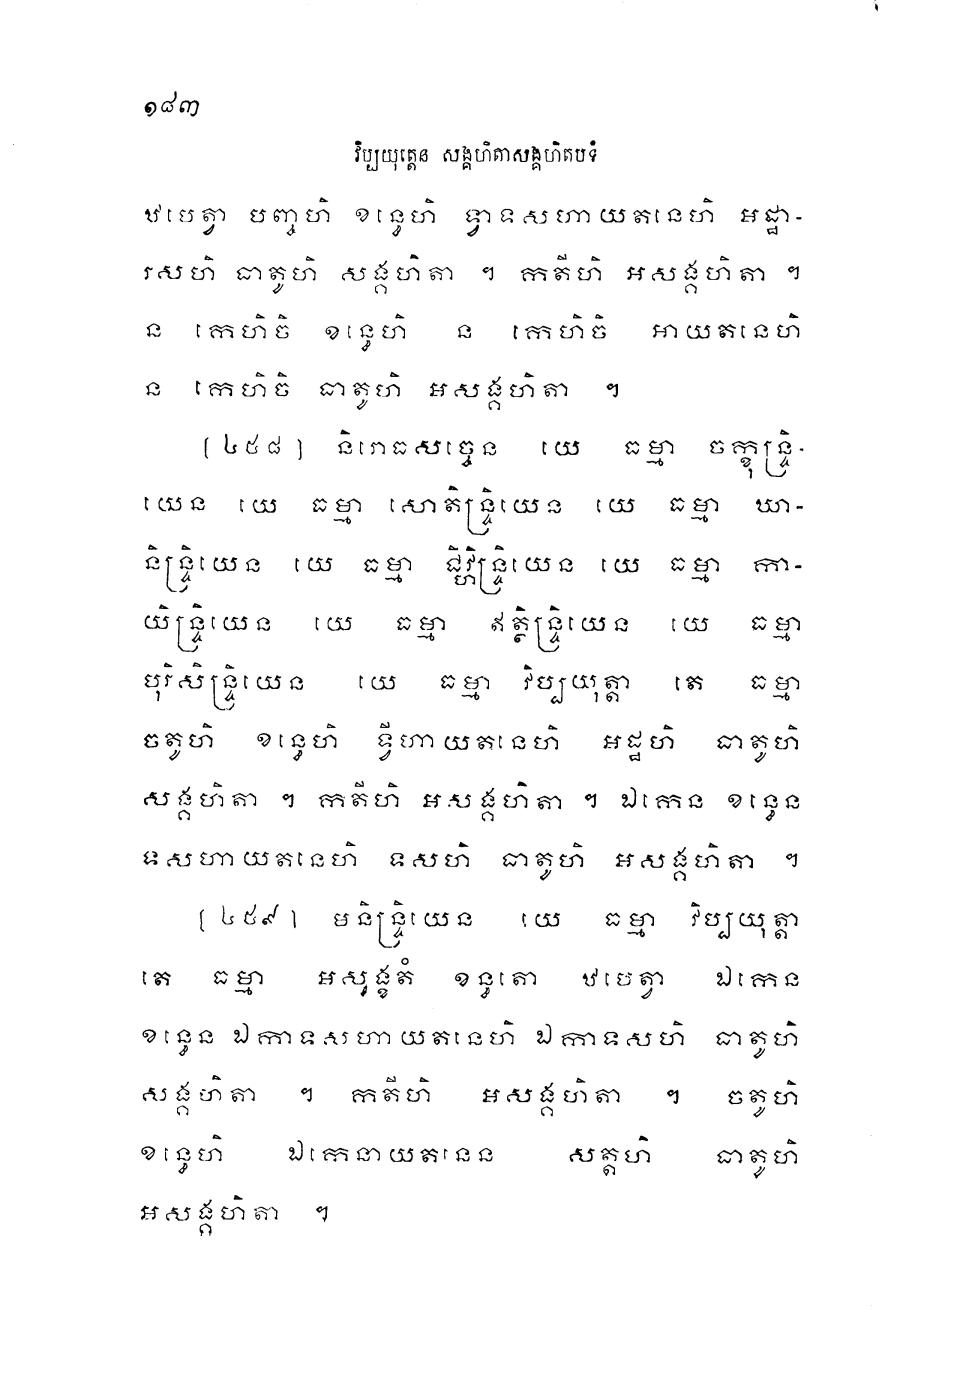 ១៨៣
វិប្បយុត្តេន សង្គហិតាសង្គហិតបទំ
ឋបេត្វា បញ្ចហិ ខន្ធេហិ ទ្វាទសហាយតនេហិ អដ្ឋា-
រសហិ ធាតូហិ សង្គហិតា ។ កតីហិ អសង្គហិតា ។
ន កេហិចិ ខន្ធេហិ ន កេហិចិ អាយតនេហិ
ន កេហិចិ ធាតូហិ អសង្គហិតា ។
[៤៥៨] និរោធសច្ចេន យេ ធម្មា ចក្ខុន្ទ្រិ-
យេន យេ ធម្មា សោតិន្ទ្រិយេន យេ ធម្មា ឃា-
និន្ទ្រិយេន យេ ធម្មា ជិវ្ហិន្ទ្រិយេន យេ ធម្មា កា-
យិន្ទ្រិយេន យេ ធម្មា ឥត្ថិន្ទ្រិយេន យេ ធម្មា
បុរិសិន្ទ្រិយេន យេ ធម្មា វិប្បយុត្តា តេ ធម្មា
ចតូហិ ខន្ធេហិ ទ្វីហាយតនេហិ អដ្ឋហិ ធាតូហិ
សង្គហិតា ។ កតីហិ អសង្គហិតា ។ ឯកេន ខន្ធេន
ទសហាយតនេហិ ទសហិ ធាតូហិ អសង្គហិតា ។
[៤៥៩] មនិន្ទ្រិយេន យេ ធម្មា វិប្បយុត្តា
តេ ធម្មា អសង្ខតំ ខន្ធតោ ឋបេត្វា ឯកេន
ខន្ធេន ឯកាទសហាយតនេហិ ឯកាទសហិ ធាតូហិ
សង្គហិតា ។ កតីហិ អសង្គហិតា ។ ចតូហិ
ខន្ធេហិ ឯកេនាយតនេន សត្តហិ ធាតូហិ
អសង្គហិតា ។